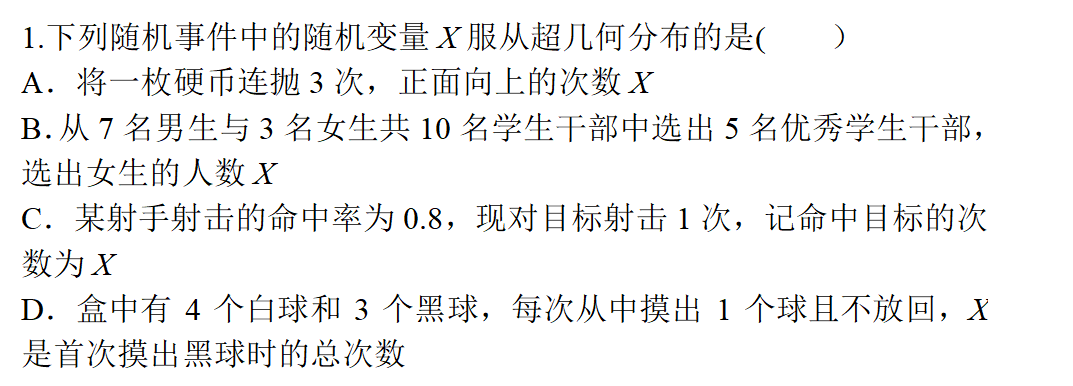 1.下列随机事件中的随机变量 X 服从超几何分布的是(　　)
A．将一枚硬币连抛 3 次，正面向上的次数 X
B．从 7 名男生与 3 名女生共 10 名学生干部中选出 5 名优秀学生干部，
选出女生的人数 X
C．某射手射击的命中率为 0.8，现对目标射击 1 次，记命中目标的次
数为 X
D．盒中有 4 个白球和 3 个黑球，每次从中摸出 1 个球且不放回，X
是首次摸出黑球时的总次数